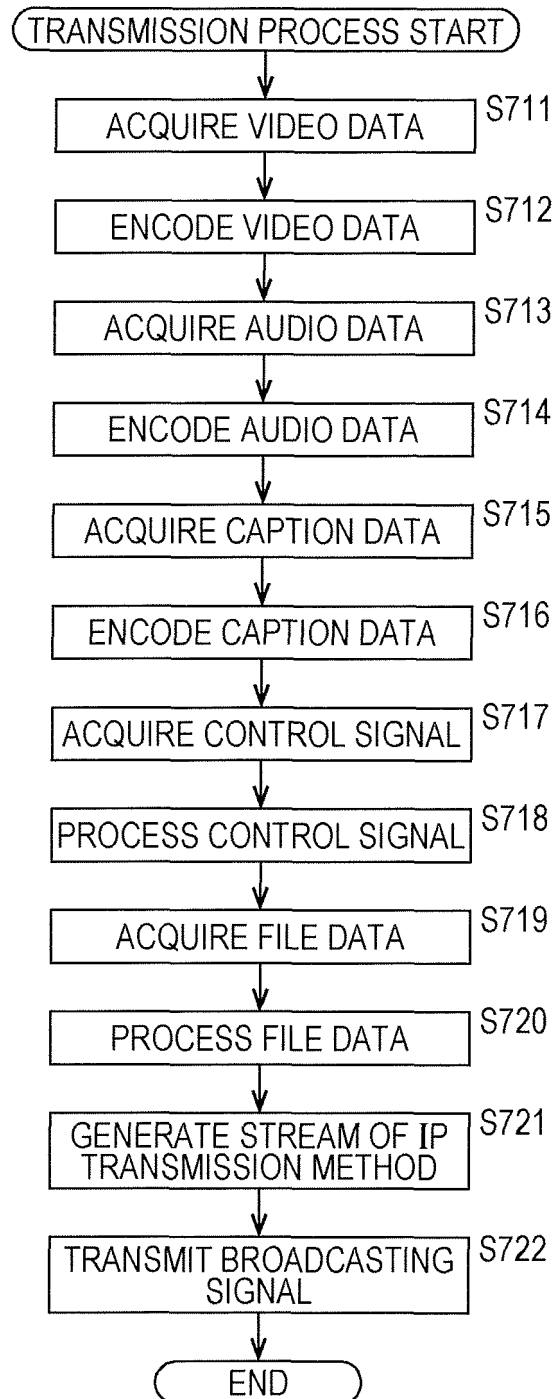 TRANSMISSION PROCESS START
ACQUIRE VIDEO DATA S711
ENCODE VIDEO DATA S712
ACQUIRE AUDIO DATA S713
ENCODE AUDIO DATA S714
ACQUIRE CAPTION DATA S715
ENCODE CAPTION DATA S716
ACQUIRE CONTROL SIGNAL S717
PROCESS CONTROL SIGNAL S718
ACQUIRE FILE DATA S719
PROCESS FILE DATA S720
GENERATE STREAM OF IP S721
TRANSMISSION METHOD
TRANSMIT BROADCASTING S722
SIGNAL
END